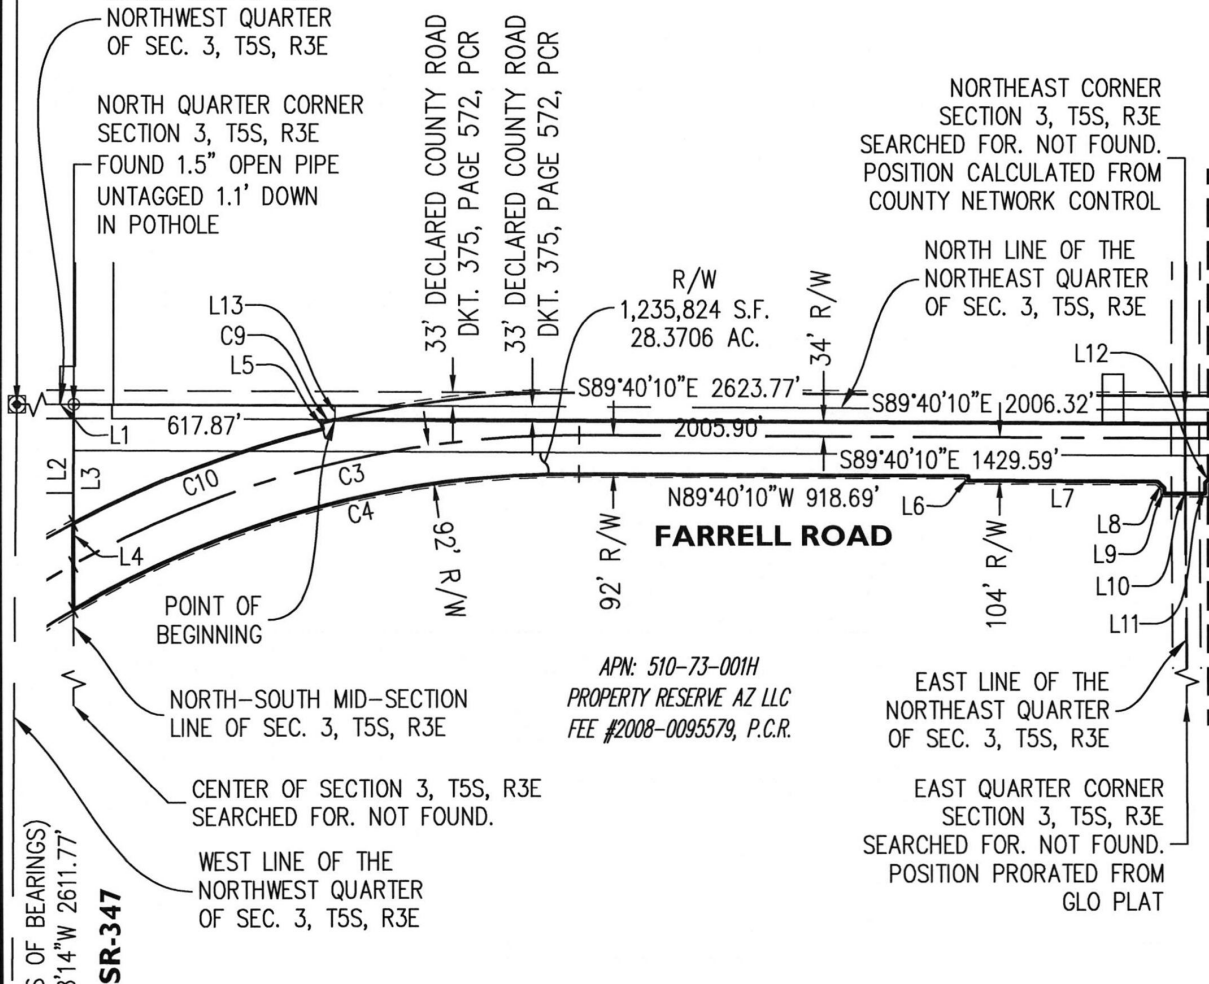 NORTHWEST QUARTER
OF SEC. 3, T5S, R3E
NORTH QUARTER CORNER
SECTION 3, T5S, R3E
FOUND 1.5" OPEN PIPE
UNTAGGED 1.1' DOWN
IN POTHOLE
33' DECLARED COUNTY ROAD
DKT. 375, PAGE 572, PCR
33' DECLARED COUNTY ROAD
DKT. 375, PAGE 572, PCR
NORTHEAST CORNER
SECTION 3, T5S, R3E
SEARCHED FOR. NOT FOUND.
POSITION CALCULATED FROM
COUNTY NETWORK CONTROL
NORTH LINE OF THE
NORTHEAST QUARTER
OF SEC. 3, T5S, R3E
R/W
1,235,824 S.F.
28.3706 AC.
34' R/W
L13
C9
L5
L12
S89°40'10"E 2623.77'
S89°40'10"E 2006.32'
L1
617.87'
2005.90'
S89°40'10"E 1429.59'
L2
L3
C10
C3
C4
N89°40'10"W 918.69'
L6
L7
L8
L9
L10
L11
FARRELL ROAD
L4
92' R/W
92' R/W
104' R/W
POINT OF
BEGINNING
APN: 510-73-001H
PROPERTY RESERVE AZ LLC
FEE #2008-0095579, P.C.R.
NORTH-SOUTH MID-SECTION
LINE OF SEC. 3, T5S, R3E
EAST LINE OF THE
NORTHEAST QUARTER
OF SEC. 3, T5S, R3E
CENTER OF SECTION 3, T5S, R3E
SEARCHED FOR. NOT FOUND.
EAST QUARTER CORNER
SECTION 3, T5S, R3E
SEARCHED FOR. NOT FOUND.
POSITION PRORATED FROM
GLO PLAT
WEST LINE OF THE
NORTHWEST QUARTER
OF SEC. 3, T5S, R3E
OF BEARINGS)
14"W 2611.77'
SR-347